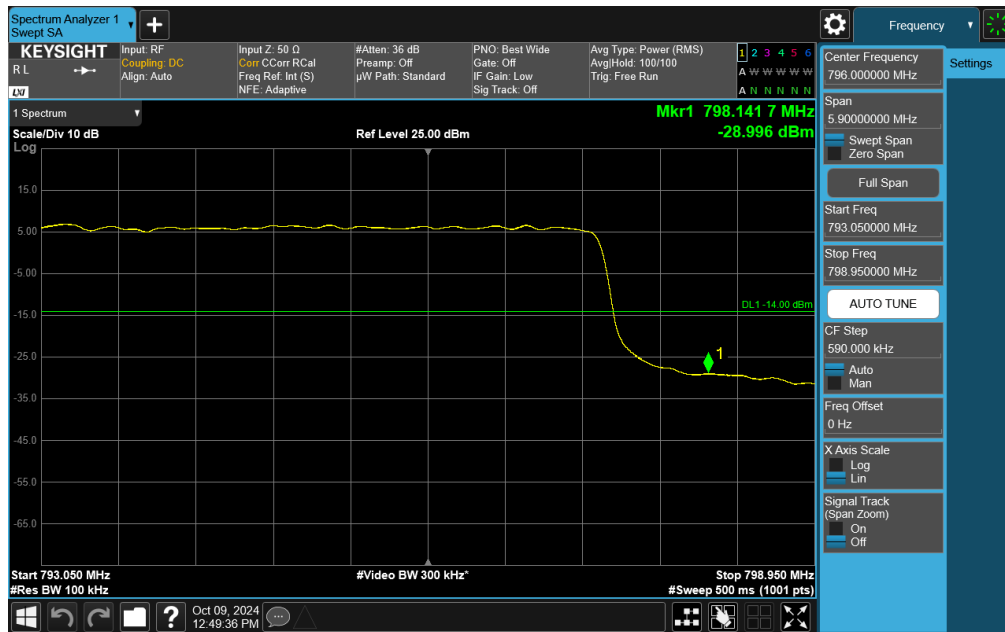 Spectrum Analyzer 1
Swept SA
+
Frequency
KEYSIGHT
R L
LXI
Input: RF
Coupling: DC
Align: Auto
Input Z: 50 Ω
Corr CCorr RCal
Freq Ref: Int (S)
NFE: Adaptive
#Atten: 36 dB
Preamp: Off
µW Path: Standard
PNO: Best Wide
Gate: Off
IF Gain: Low
Sig Track: Off
Avg Type: Power (RMS)
Avg|Hold: 100/100
Trig: Free Run
1 2 3 4 5 6
A W W W W W
A N N N N N
1 Spectrum
Scale/Div 10 dB
Log
Ref Level 25.00 dBm
Mkr1 798.141 7 MHz
-28.996 dBm
15.0
5.00
-5.00
-15.0
-25.0
-35.0
-45.0
-55.0
-65.0
DL1 -14.00 dBm
1
Start 793.050 MHz
#Res BW 100 kHz
#Video BW 300 kHz*
Stop 798.950 MHz
#Sweep 500 ms (1001 pts)
Center Frequency
796.000000 MHz
Span
5.90000000 MHz
Swept Span
Zero Span
Full Span
Start Freq
793.050000 MHz
Stop Freq
798.950000 MHz
AUTO TUNE
CF Step
590.000 kHz
Auto
Man
Freq Offset
0 Hz
X Axis Scale
Log
Lin
Signal Track
(Span Zoom)
On
Off
Settings
?
Oct 09, 2024
12:49:36 PM